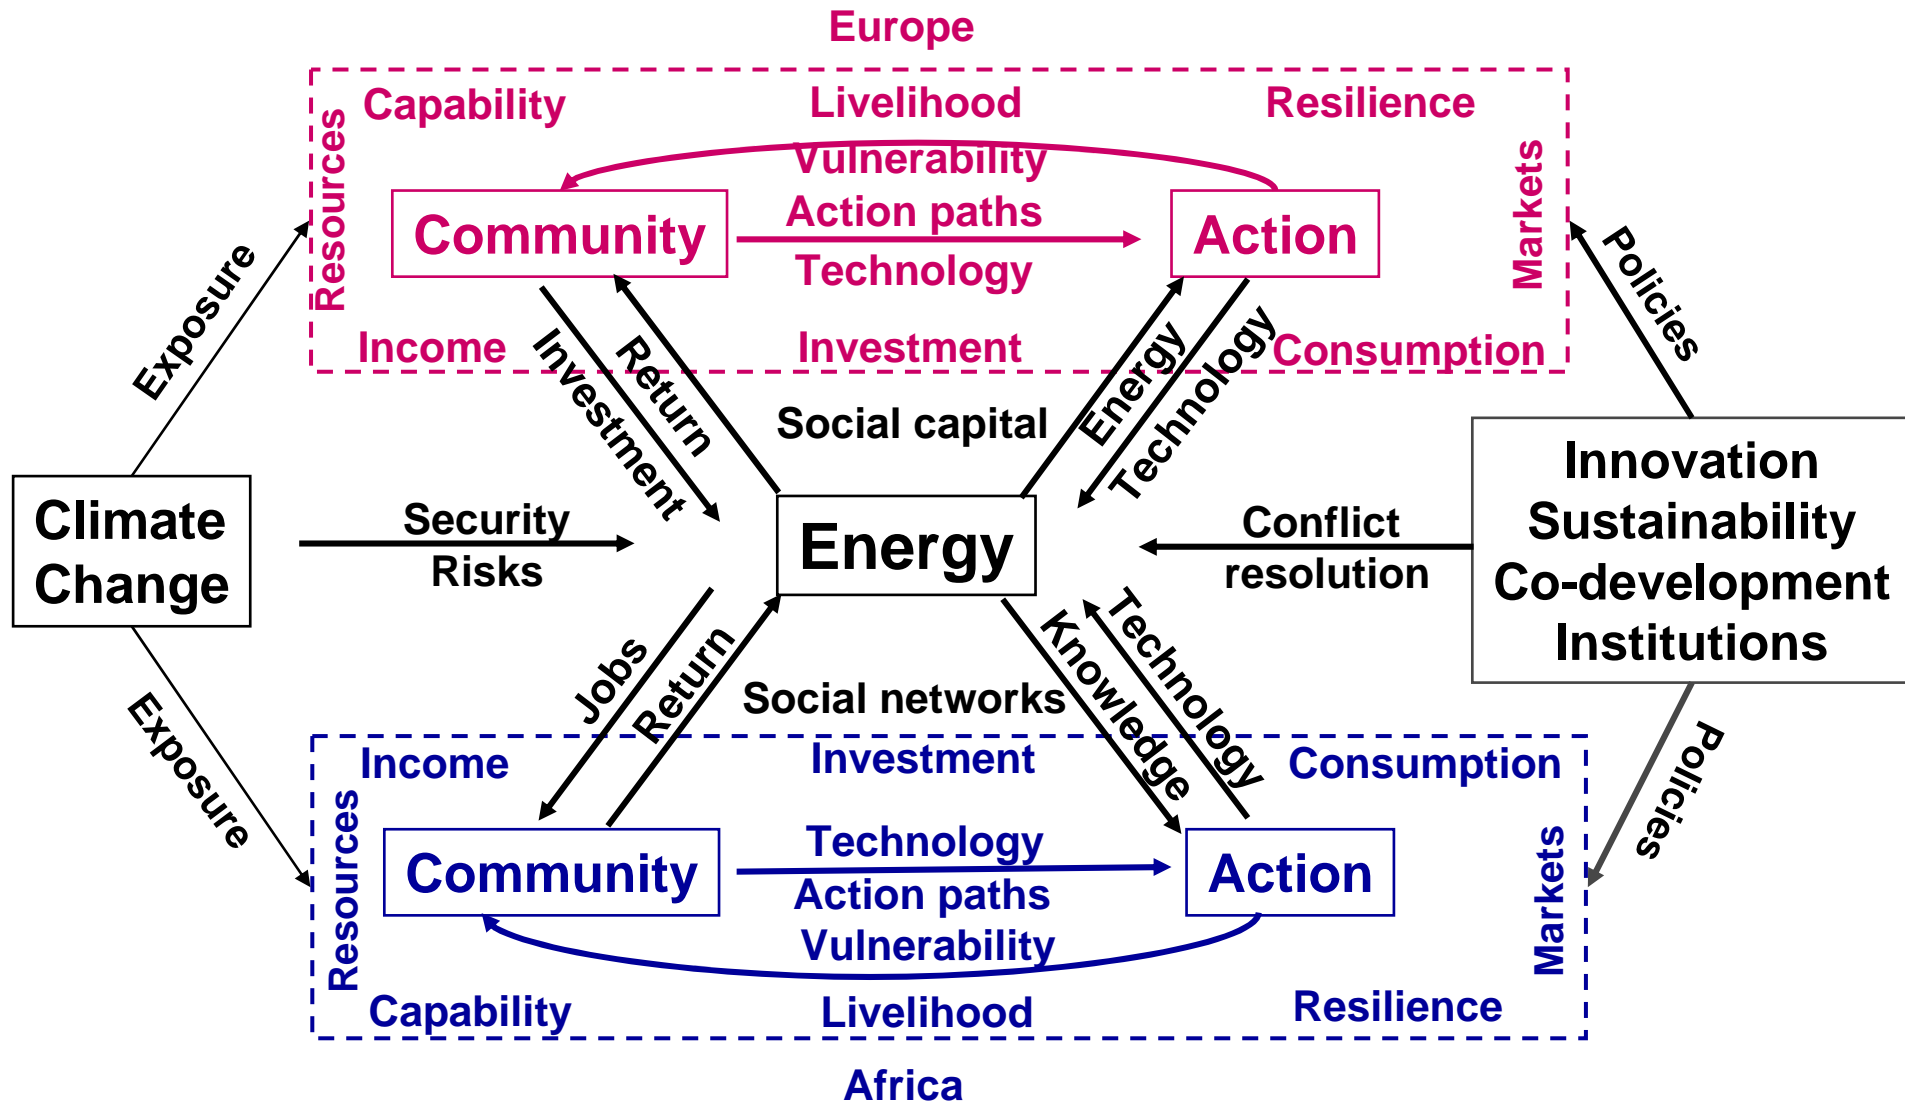 Europe
Capability
Livelihood
Resilience
Resources
Vulnerability
Markets
Community
Action paths
Action
Technology
Income
Investment
Consumption
Exposure
Investment
Return
Energy
Technology
Policies
Social capital
Climate
Change
Security
Risks
Energy
Conflict
resolution
Innovation
Sustainability
Co-development
Institutions
Exposure
Jobs
Return
Social networks
Knowledge
Technology
Policies
Income
Investment
Consumption
Resources
Community
Technology
Action paths
Action
Markets
Vulnerability
Capability
Livelihood
Resilience
Africa